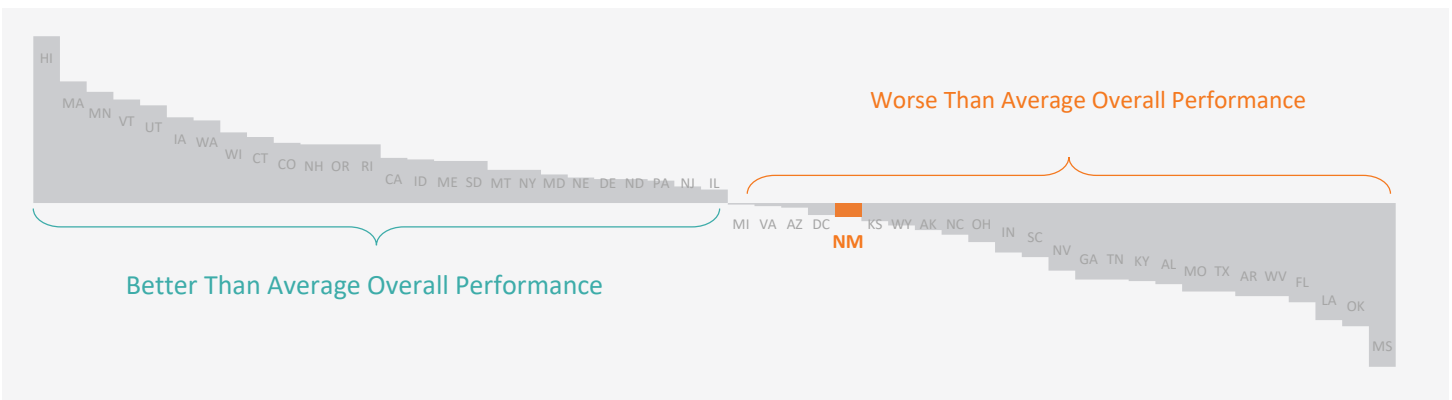 HI
MA
MN
VT
UT
IA
WA
WI
CT
CO
NH
OR
RI
CA
ID
ME
SD
MT
NY
MD
NE
DE
ND
PA
NJ
IL
Worse Than Average Overall Performance
MI
VA
AZ
DC
NM
KS
WY
AK
NC
OH
IN
SC
NV
GA
TN
KY
AL
MO
TX
AR
WV
FL
LA
OK
MS
Better Than Average Overall Performance